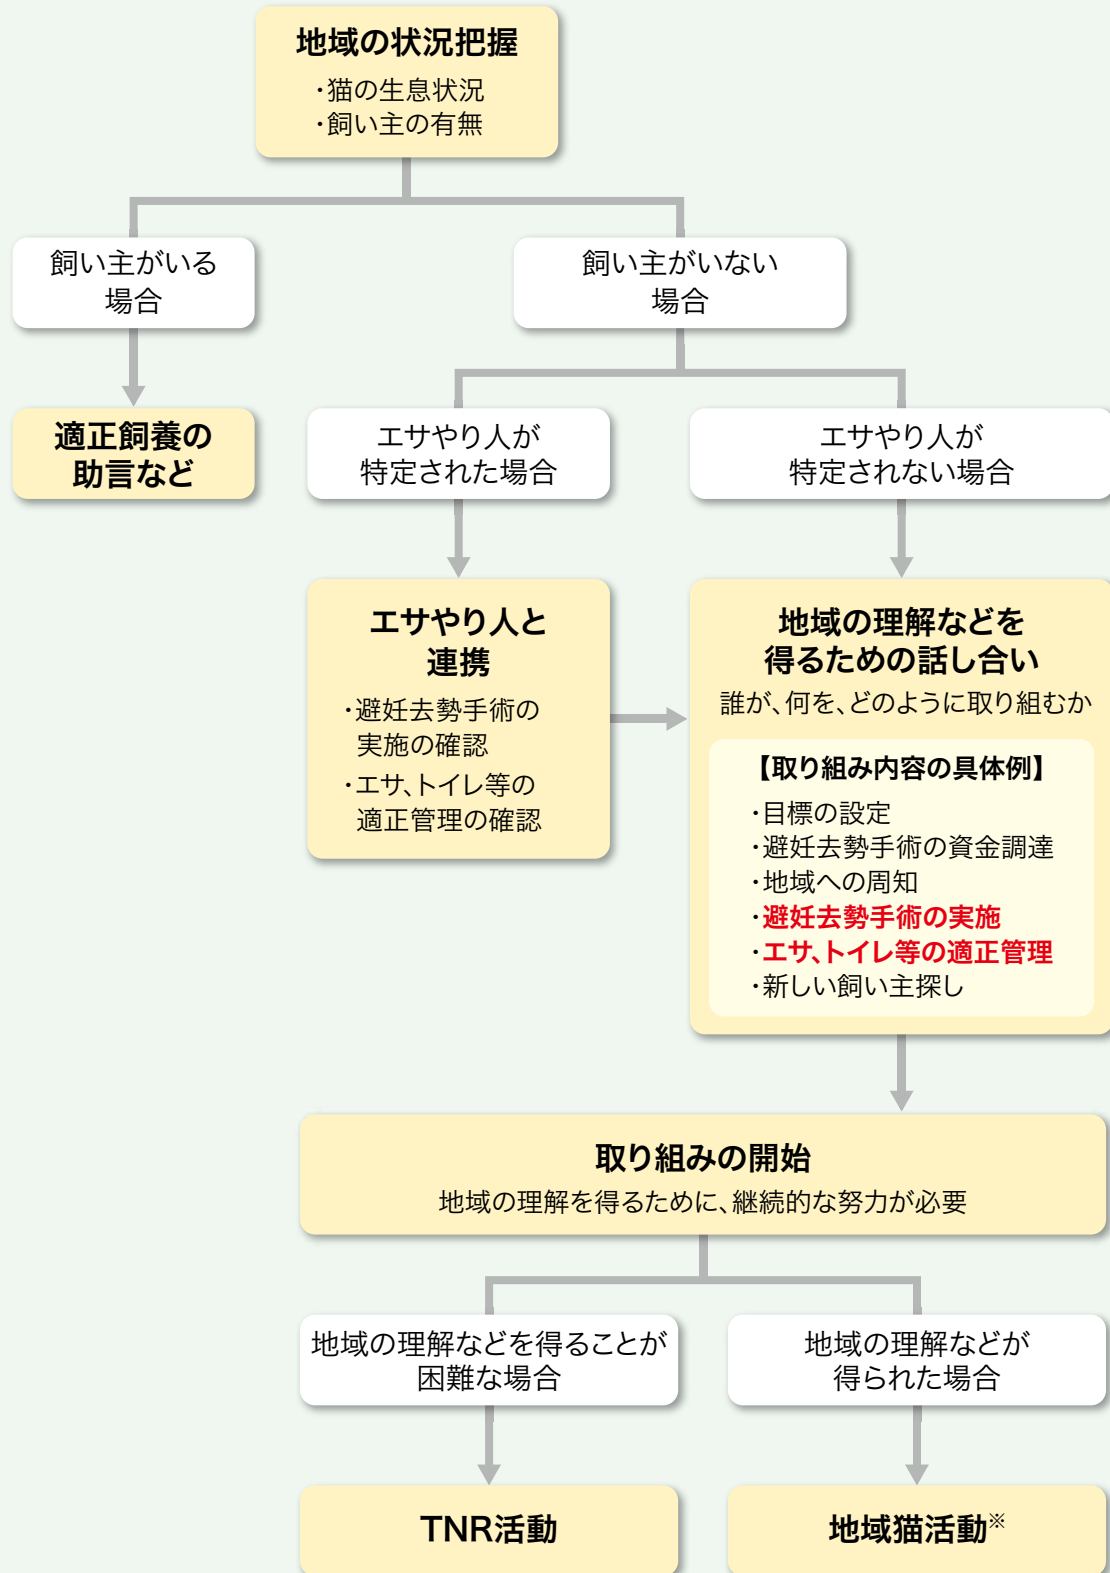 地域の状況把握
・猫の生息状況
・飼い主の有無
飼い主がいる
場合
飼い主がいない
場合
適正飼養の
助言など
エサやり人が
特定された場合
エサやり人が
特定されない場合
エサやり人と
連携
・避妊去勢手術の
実施の確認
・エサ、トイレ等の
適正管理の確認
地域の理解などを
得るための話し合い
誰が、何を、どのように取り組むか
【取り組み内容の具体例】
・目標の設定
・避妊去勢手術の資金調達
・地域への周知
・避妊去勢手術の実施
・エサ、トイレ等の適正管理
・新しい飼い主探し
取り組みの開始
地域の理解を得るために、継続的な努力が必要
地域の理解などを得ることが
困難な場合
地域の理解などが
得られた場合
TNR活動
地域猫活動※